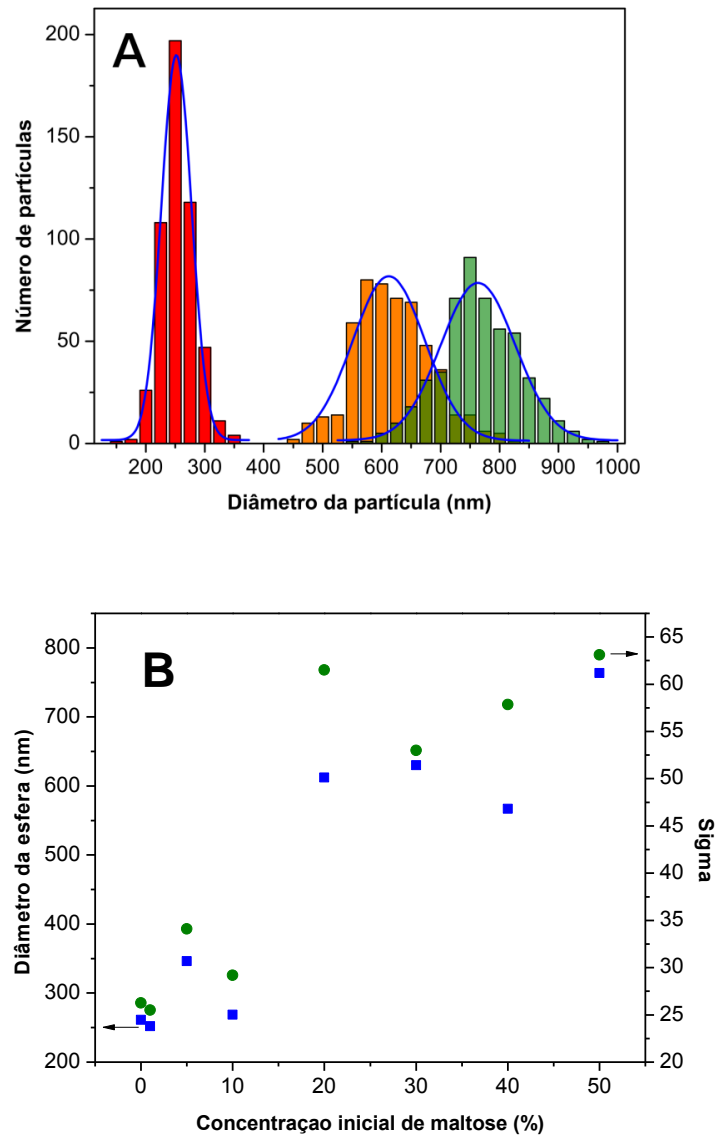 A
200
150
100
50
0
Número de partículas
200 300 400 500 600 700 800 900 1000
Diâmetro da partícula (nm)
B
800
700
600
500
400
300
200
Diâmetro da esfera (nm)
65
60
55
50
45
40
35
30
25
20
Sigma
0 10 20 30 40 50
Concentraçao inicial de maltose (%)